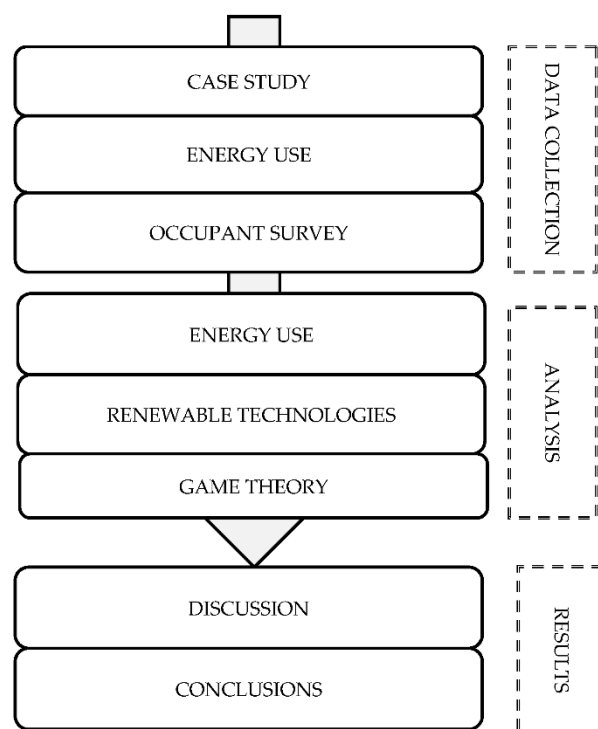 CASE STUDY
ENERGY USE
OCCUPANT SURVEY
DATA COLLECTION
ENERGY USE
RENEWABLE TECHNOLOGIES
GAME THEORY
ANALYSIS
DISCUSSION
CONCLUSIONS
RESULTS